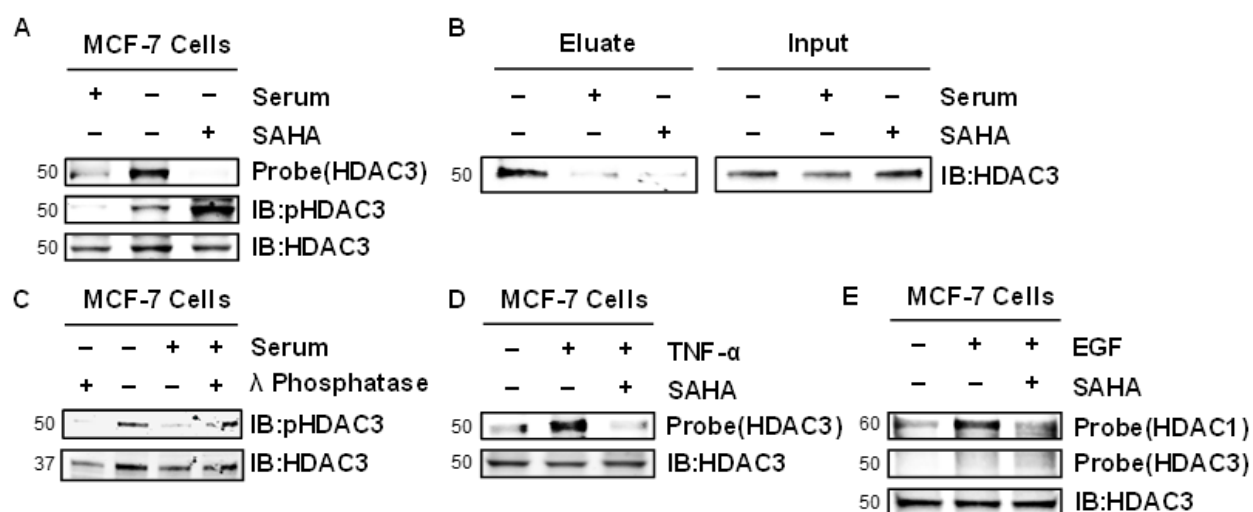 A
MCF-7 Cells
+ − − Serum
− − + SAHA
50 Probe(HDAC3)
50 IB:pHDAC3
50 IB:HDAC3
B
Eluate Input
− + − − + − Serum
− − + − − + SAHA
50 IB:HDAC3
C
MCF-7 Cells
− − + + Serum
+ − − + λ Phosphatase
50 IB:pHDAC3
37 IB:HDAC3
D
MCF-7 Cells
− + + TNF-α
− − + SAHA
50 Probe(HDAC3)
50 IB:HDAC3
E
MCF-7 Cells
− + + EGF
− − + SAHA
60 Probe(HDAC1)
50 Probe(HDAC3)
50 IB:HDAC3